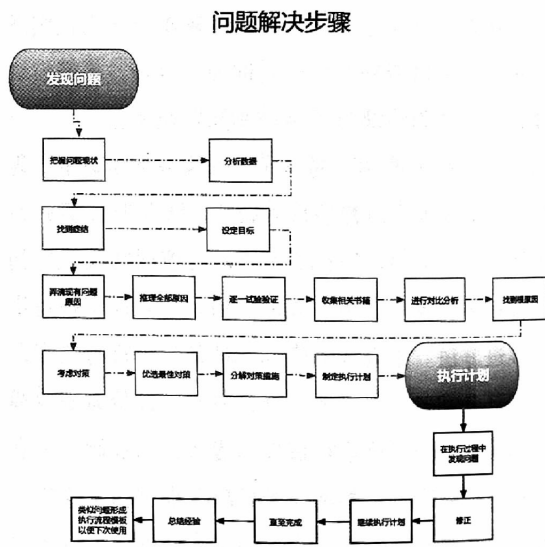 问题解决步骤
发现问题
把握问题现状
分析数据
找到症结
设定目标
弄清现有问题
原因
推理全部原因
逐一试验验证
收集相关书籍
进行对比分析
找到根原因
考虑对策
优选最佳对策
分解对策措施
制定执行计划
执行计划
在执行过程中
发现问题
修正
继续执行计划
直至完成
总结经验
类似问题形成
执行流程模板
以便下次使用